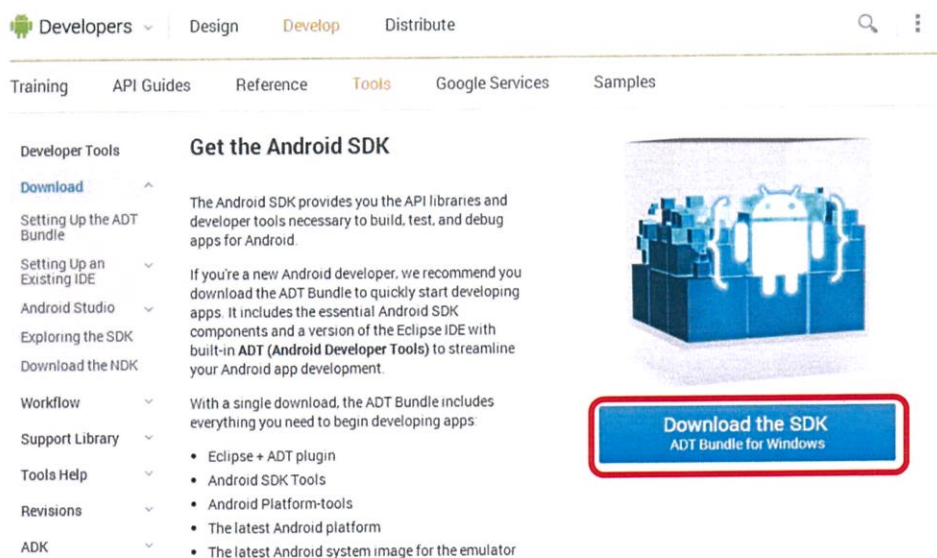 Developers Design Develop Distribute
Training API Guides Reference Tools Google Services Samples
Developer Tools
Download
Setting Up the ADT
Bundle
Setting Up an
Existing IDE
Android Studio
Exploring the SDK
Download the NDK
Workflow
Support Library
Tools Help
Revisions
ADK
Get the Android SDK
The Android SDK provides you the API libraries and
developer tools necessary to build, test, and debug
apps for Android.
If you're a new Android developer, we recommend you
download the ADT Bundle to quickly start developing
apps. It includes the essential Android SDK
components and a version of the Eclipse IDE with
built-in ADT (Android Developer Tools) to streamline
your Android app development.
With a single download, the ADT Bundle includes
everything you need to begin developing apps:
• Eclipse + ADT plugin
• Android SDK Tools
• Android Platform-tools
• The latest Android platform
• The latest Android system image for the emulator
Download the SDK
ADT Bundle for Windows